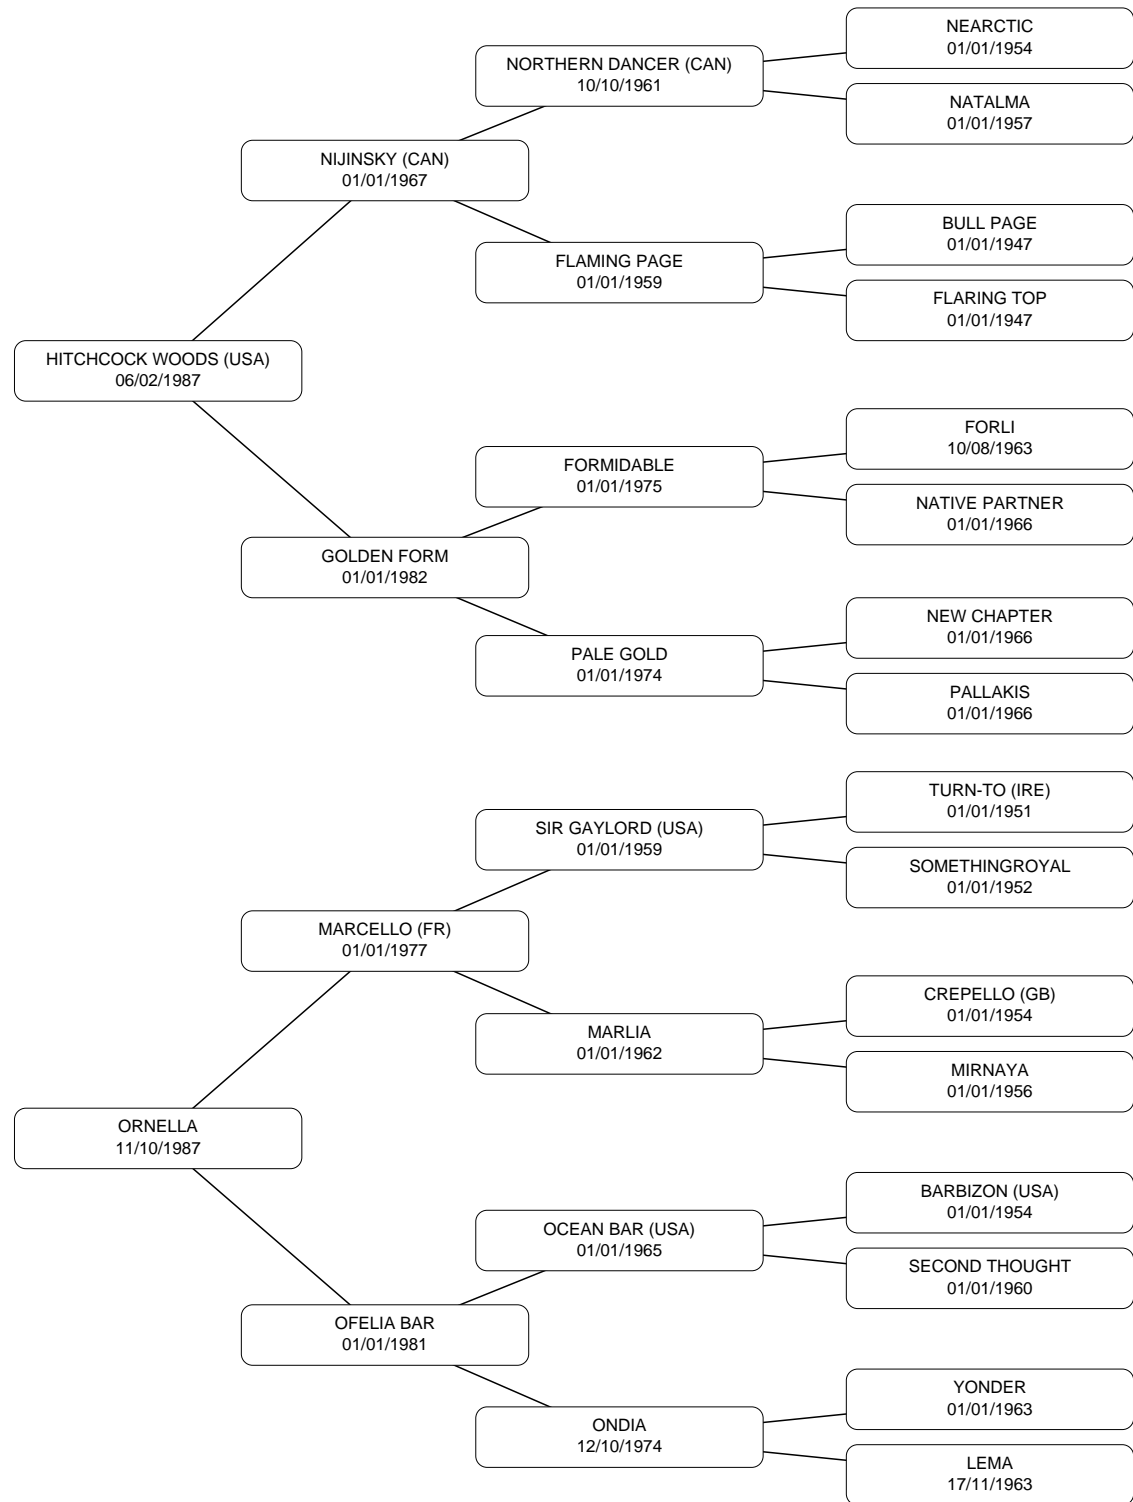 NEARCTIC
01/01/1954
NORTHERN DANCER (CAN)
10/10/1961
NATALMA
01/01/1957
NIJINSKY (CAN)
01/01/1967
BULL PAGE
01/01/1947
FLAMING PAGE
01/01/1959
FLARING TOP
01/01/1947
HITCHCOCK WOODS (USA)
06/02/1987
FORLI
10/08/1963
FORMIDABLE
01/01/1975
NATIVE PARTNER
01/01/1966
GOLDEN FORM
01/01/1982
NEW CHAPTER
01/01/1966
PALE GOLD
01/01/1974
PALLAKIS
01/01/1966
TURN-TO (IRE)
01/01/1951
SIR GAYLORD (USA)
01/01/1959
SOMETHINGROYAL
01/01/1952
MARCELLO (FR)
01/01/1977
CREPELLO (GB)
01/01/1954
MARLIA
01/01/1962
MIRNAYA
01/01/1956
ORNELLA
11/10/1987
BARBIZON (USA)
01/01/1954
OCEAN BAR (USA)
01/01/1965
SECOND THOUGHT
01/01/1960
OFELIA BAR
01/01/1981
YONDER
01/01/1963
ONDIA
12/10/1974
LEMA
17/11/1963